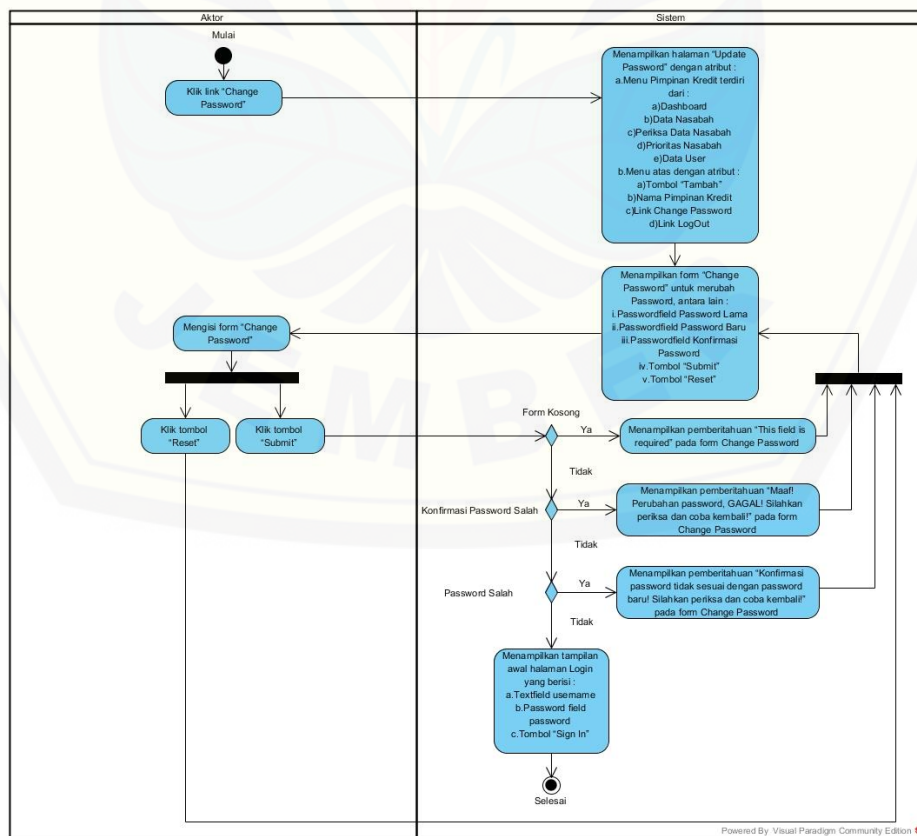 Aktor
Sistem
Mulai
Klik link “Change
Password”
Menampilkan halaman “Update
Password” dengan atribut :
a.Menu Pimpinan Kredit terdiri
dari :
a)Dashboard
b)Data Nasabah
c)Periksa Data Nasabah
d)Prioritas Nasabah
e)Data User
b.Menu atas dengan atribut :
a)Tombol “Tambah”
b)Nama Pimpinan Kredit
c)Link Change Password
d)Link LogOut
Menampilkan form “Change
Password” untuk merubah
Password, antara lain :
i.Passwordfield Password Lama
ii.Passwordfield Password Baru
iii.Passwordfield Konfirmasi
Password
iv.Tombol “Submit”
v.Tombol “Reset”
Mengisi form “Change
Password”
Klik tombol
“Reset”
Klik tombol
“Submit”
Form Kosong
Ya
Menampilkan pemberitahuan “This field is
required” pada form Change Password
Tidak
Konfirmasi Password Salah
Ya
Menampilkan pemberitahuan “Maaf!
Perubahan password, GAGAL! Silahkan
periksa dan coba kembali!” pada form
Change Password
Tidak
Password Salah
Ya
Menampilkan pemberitahuan “Konfirmasi
password tidak sesuai dengan password
baru! Silahkan periksa dan coba kembali!”
pada form Change Password
Tidak
Menampilkan tampilan
awal halaman Login
yang berisi :
a.Textfield username
b.Password field
password
c.Tombol “Sign In”
Selesai
JEMBER
Powered By Visual Paradigm Community Edition